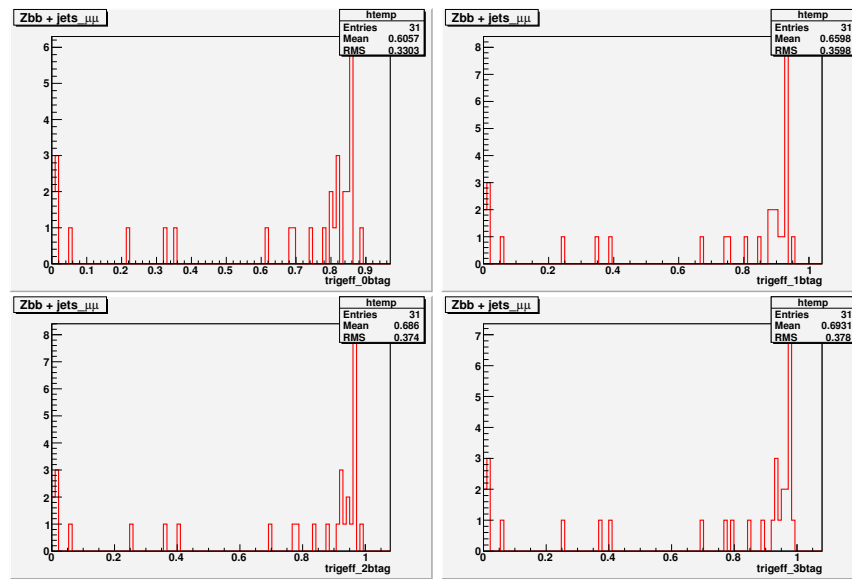 Zbb + jets_μμ
htemp
Entries 31
Mean 0.6057
RMS 0.3303
6
5
4
3
2
1
0
0 0.1 0.2 0.3 0.4 0.5 0.6 0.7 0.8 0.9
trigeff_0btag
Zbb + jets_μμ
htemp
Entries 31
Mean 0.6598
RMS 0.3598
8
7
6
5
4
3
2
1
0
0 0.2 0.4 0.6 0.8 1
trigeff_1btag
Zbb + jets_μμ
htemp
Entries 31
Mean 0.686
RMS 0.374
8
7
6
5
4
3
2
1
0
0 0.2 0.4 0.6 0.8 1
trigeff_2btag
Zbb + jets_μμ
htemp
Entries 31
Mean 0.6931
RMS 0.378
7
6
5
4
3
2
1
0
0 0.2 0.4 0.6 0.8 1
trigeff_3btag